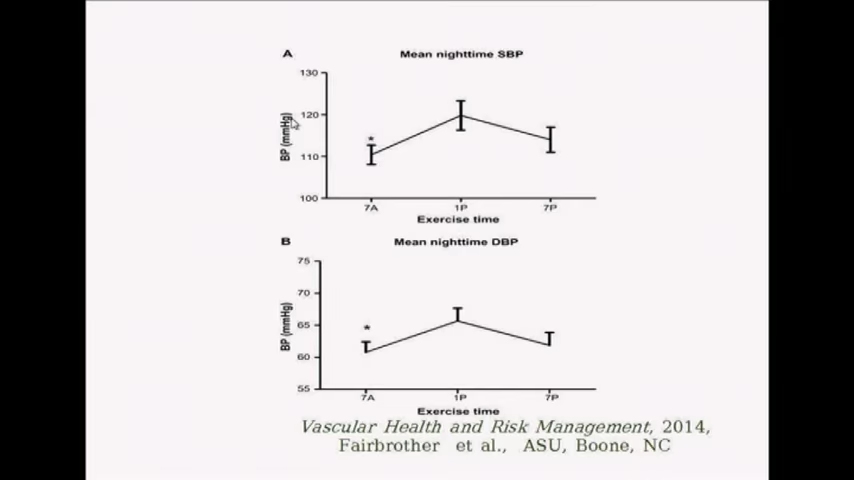 A Mean nighttime SBP
130
120
110
100
BP (mmHg)
*
7A 1P 7P
Exercise time
B Mean nighttime DBP
75
70
65
60
55
BP (mmHg)
*
7A 1P 7P
Exercise time
Vascular Health and Risk Management, 2014,
Fairbrother et al., ASU, Boone, NC